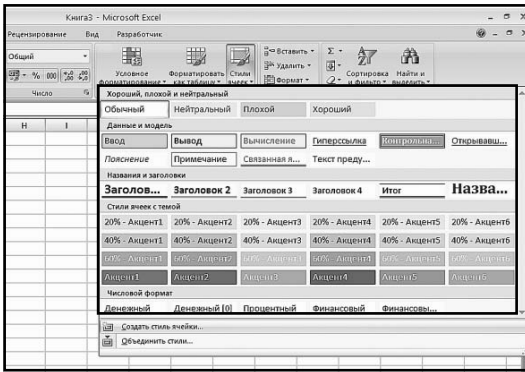 Книга3 - Microsoft Excel
Рецензирование Вид Разработчик
Общий
% 000
Условное форматирование
Форматировать как таблицу
Стили ячеек
Вставить
Удалить
Формат
Σ
Сортировка и фильтр
Найти и выделить
Число
Хороший, плохой и нейтральный
Обычный Нейтральный Плохой Хороший
Данные и модель
Ввод Вывод Вычисление Гиперссылка Контрольна... Открывавш...
Пояснение Примечание Связанная я... Текст преду...
Названия и заголовки
Заголов... Заголовок 2 Заголовок 3 Заголовок 4 Итог Назва...
Стили ячеек с темой
20% - Акцент1 20% - Акцент2 20% - Акцент3 20% - Акцент4 20% - Акцент5 20% - Акцент6
40% - Акцент1 40% - Акцент2 40% - Акцент3 40% - Акцент4 40% - Акцент5 40% - Акцент6
60% - Акцент1 60% - Акцент2 60% - Акцент3 60% - Акцент4 60% - Акцент5 60% - Акцент6
Акцент1 Акцент2 Акцент3 Акцент4 Акцент5 Акцент6
Числовой формат
Денежный Денежный [0] Процентный Финансовый Финансовы...
Создать стиль ячейки...
Объединить стили...
H I